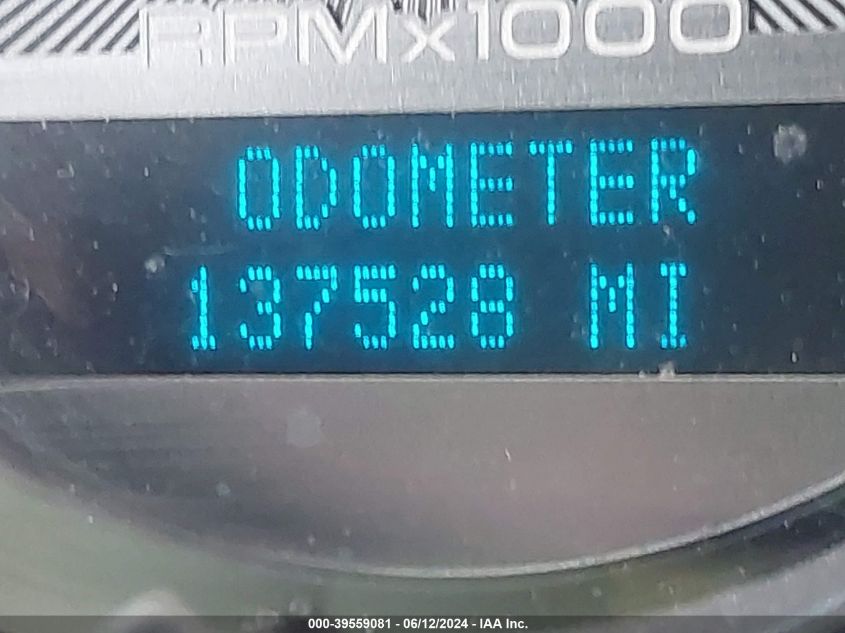 RPMx1000
ODOMETER
137528 MI
000-39559081 - 06/12/2024 - IAA Inc.